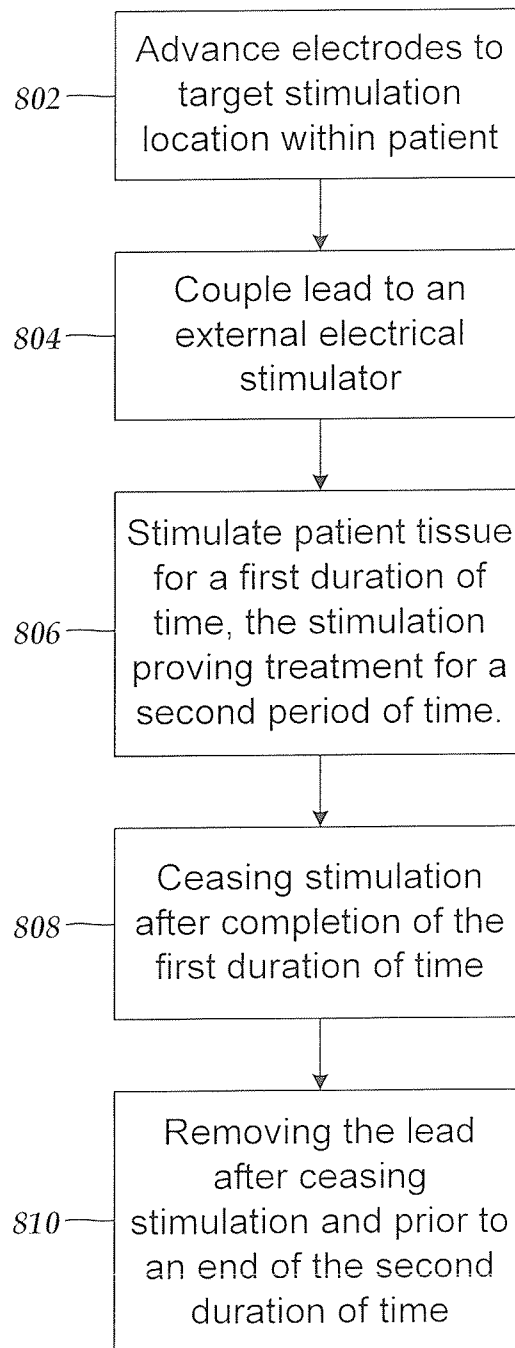 802
Advance electrodes to
target stimulation
location within patient
804
Couple lead to an
external electrical
stimulator
806
Stimulate patient tissue
for a first duration of
time, the stimulation
proving treatment for a
second period of time.
808
Ceasing stimulation
after completion of the
first duration of time
810
Removing the lead
after ceasing
stimulation and prior to
an end of the second
duration of time